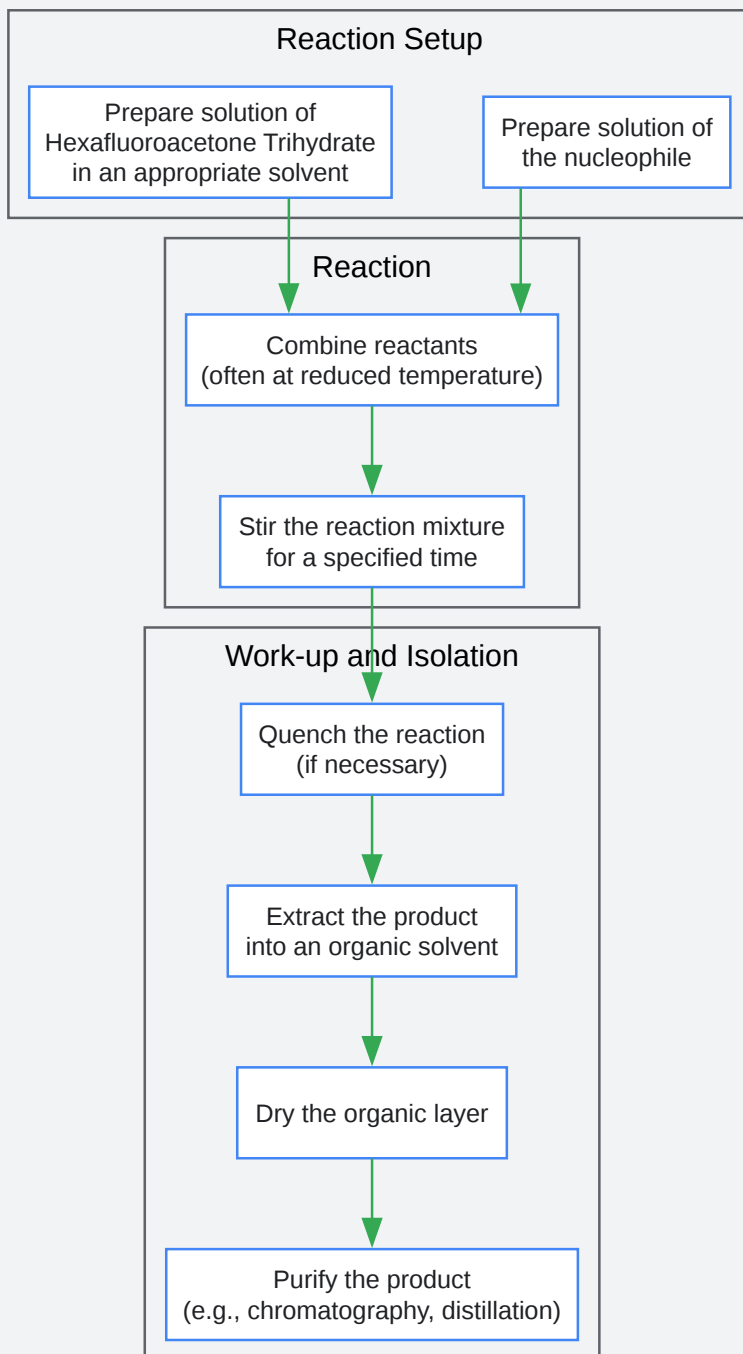 Reaction Setup
Prepare solution of
Hexafluoroacetone Trihydrate
in an appropriate solvent
Prepare solution of
the nucleophile
Reaction
Combine reactants
(often at reduced temperature)
Stir the reaction mixture
for a specified time
Work-up and Isolation
Quench the reaction
(if necessary)
Extract the product
into an organic solvent
Dry the organic layer
Purify the product
(e.g., chromatography, distillation)